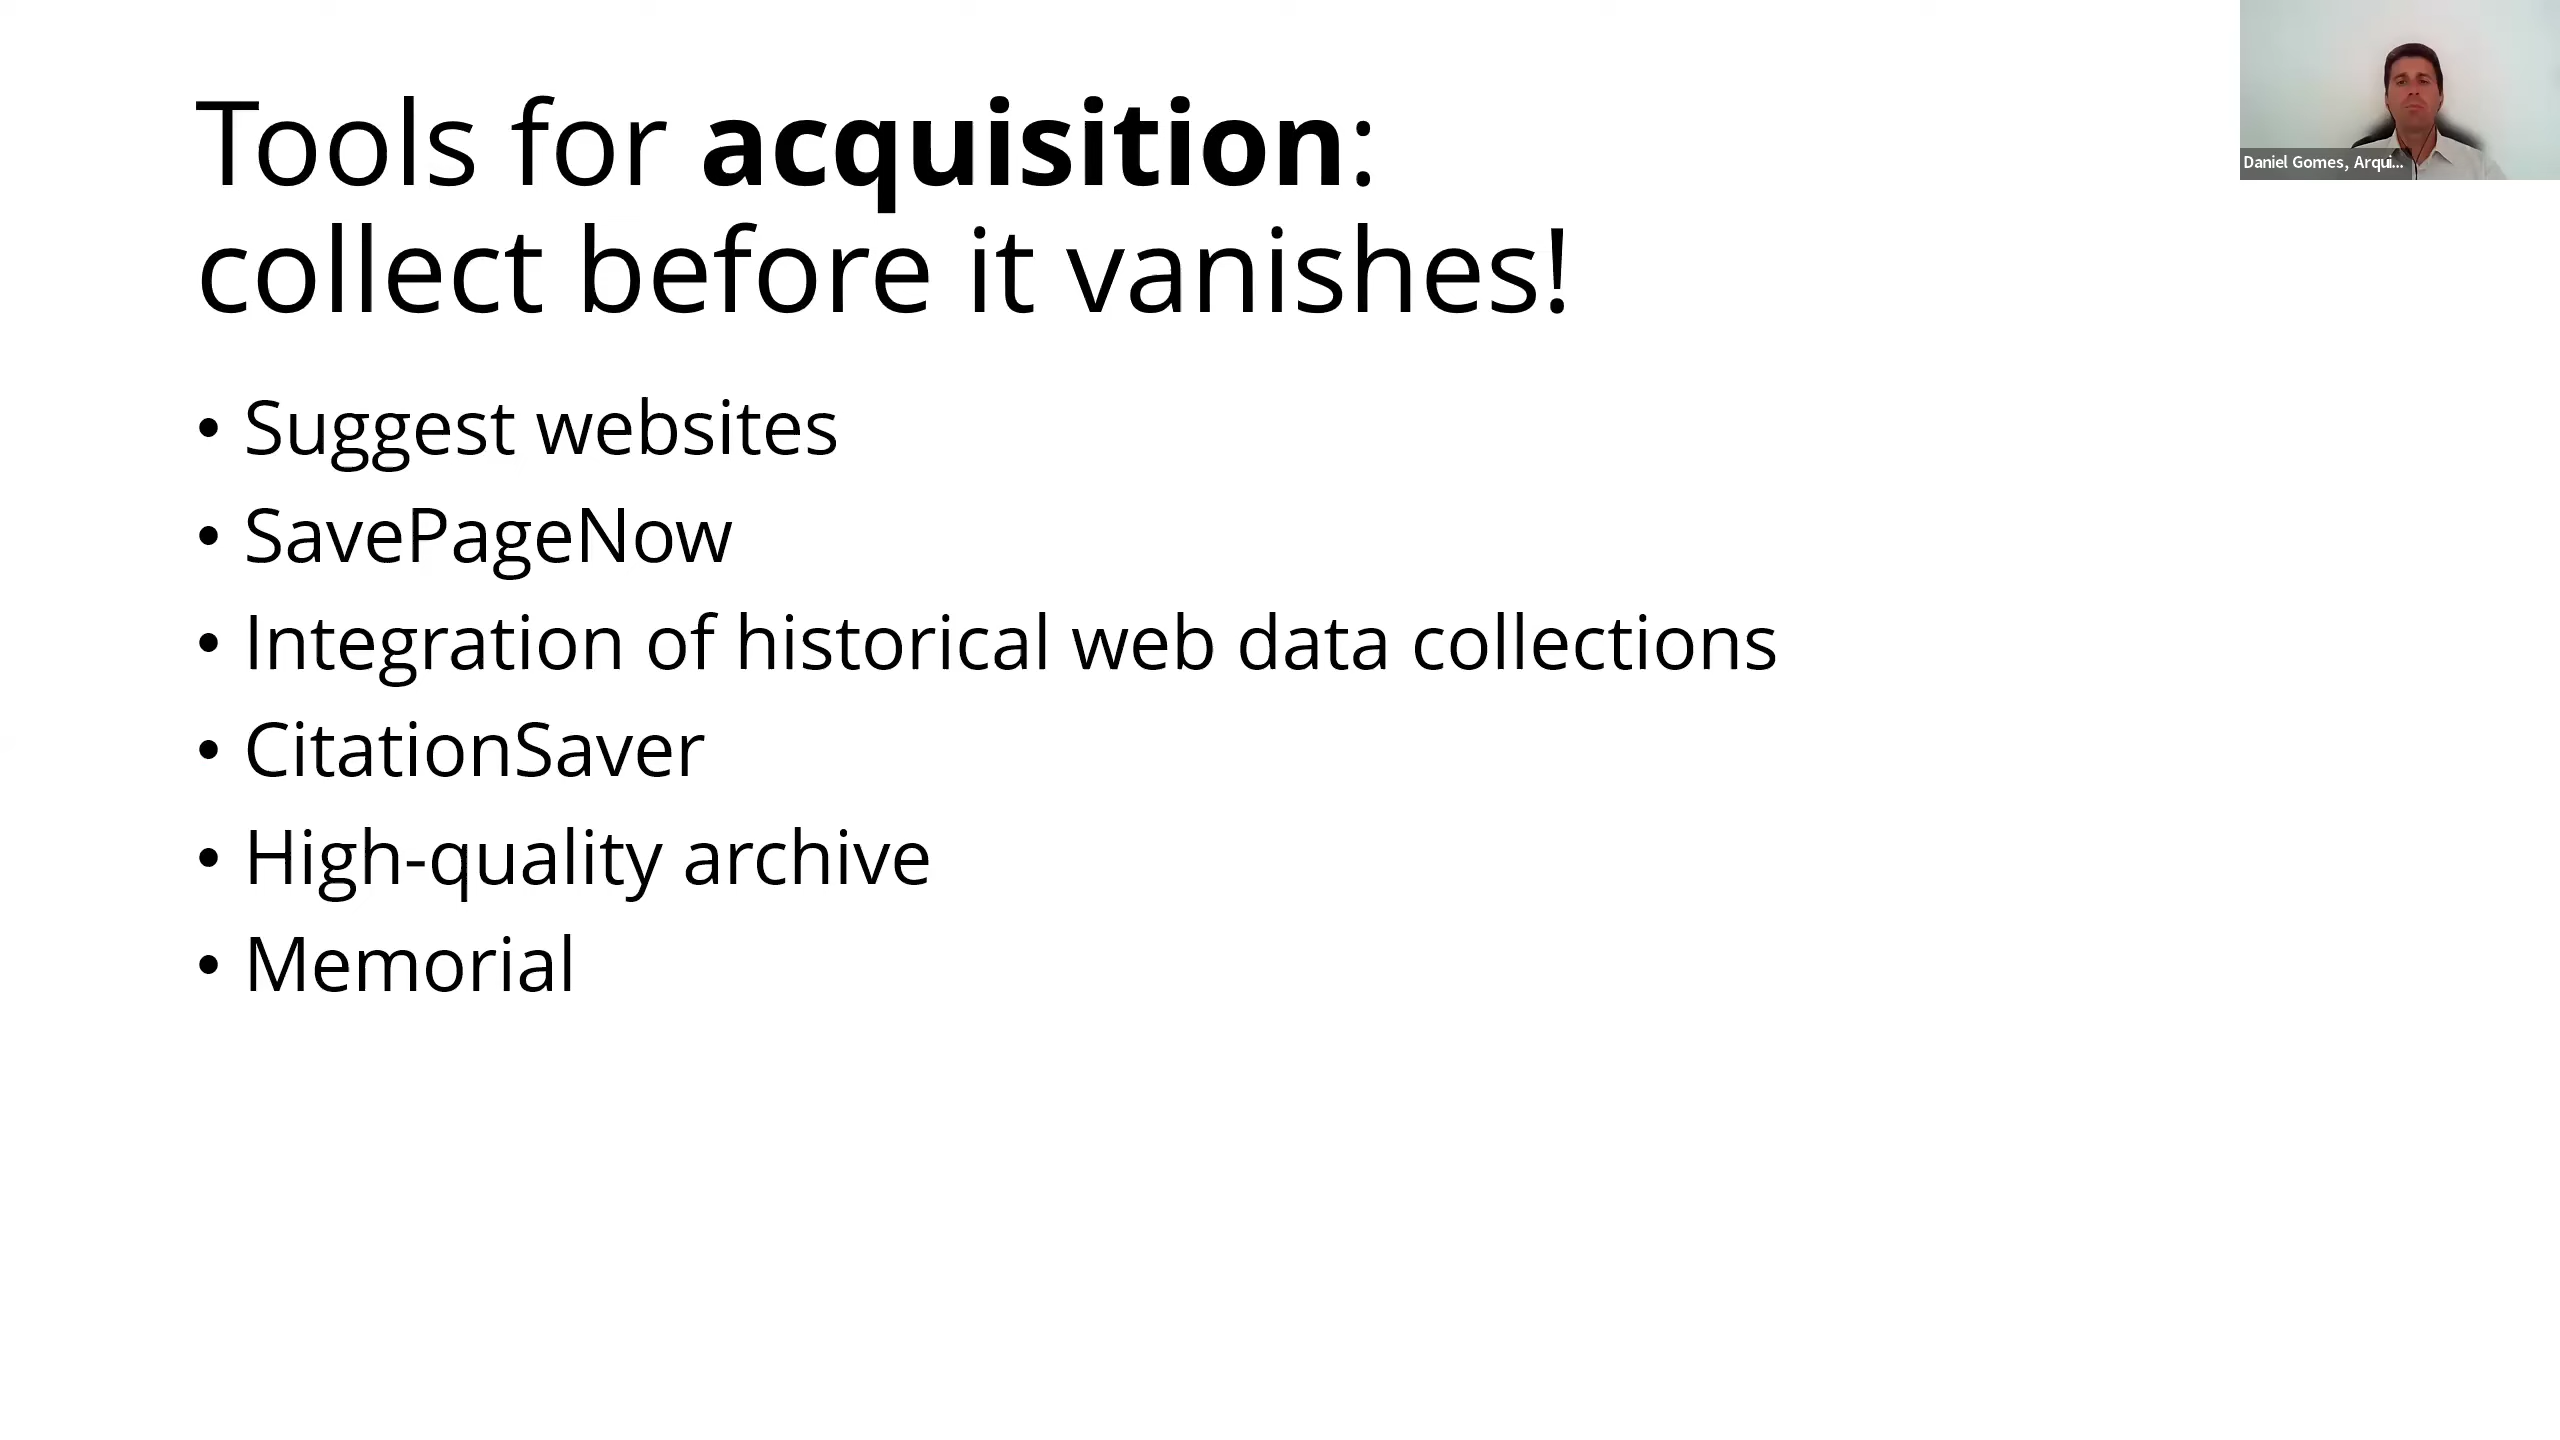 Tools for acquisition:
collect before it vanishes!
• Suggest websites
• SavePageNow
• Integration of historical web data collections
• CitationSaver
• High-quality archive
• Memorial
Daniel Gomes, Arqui...